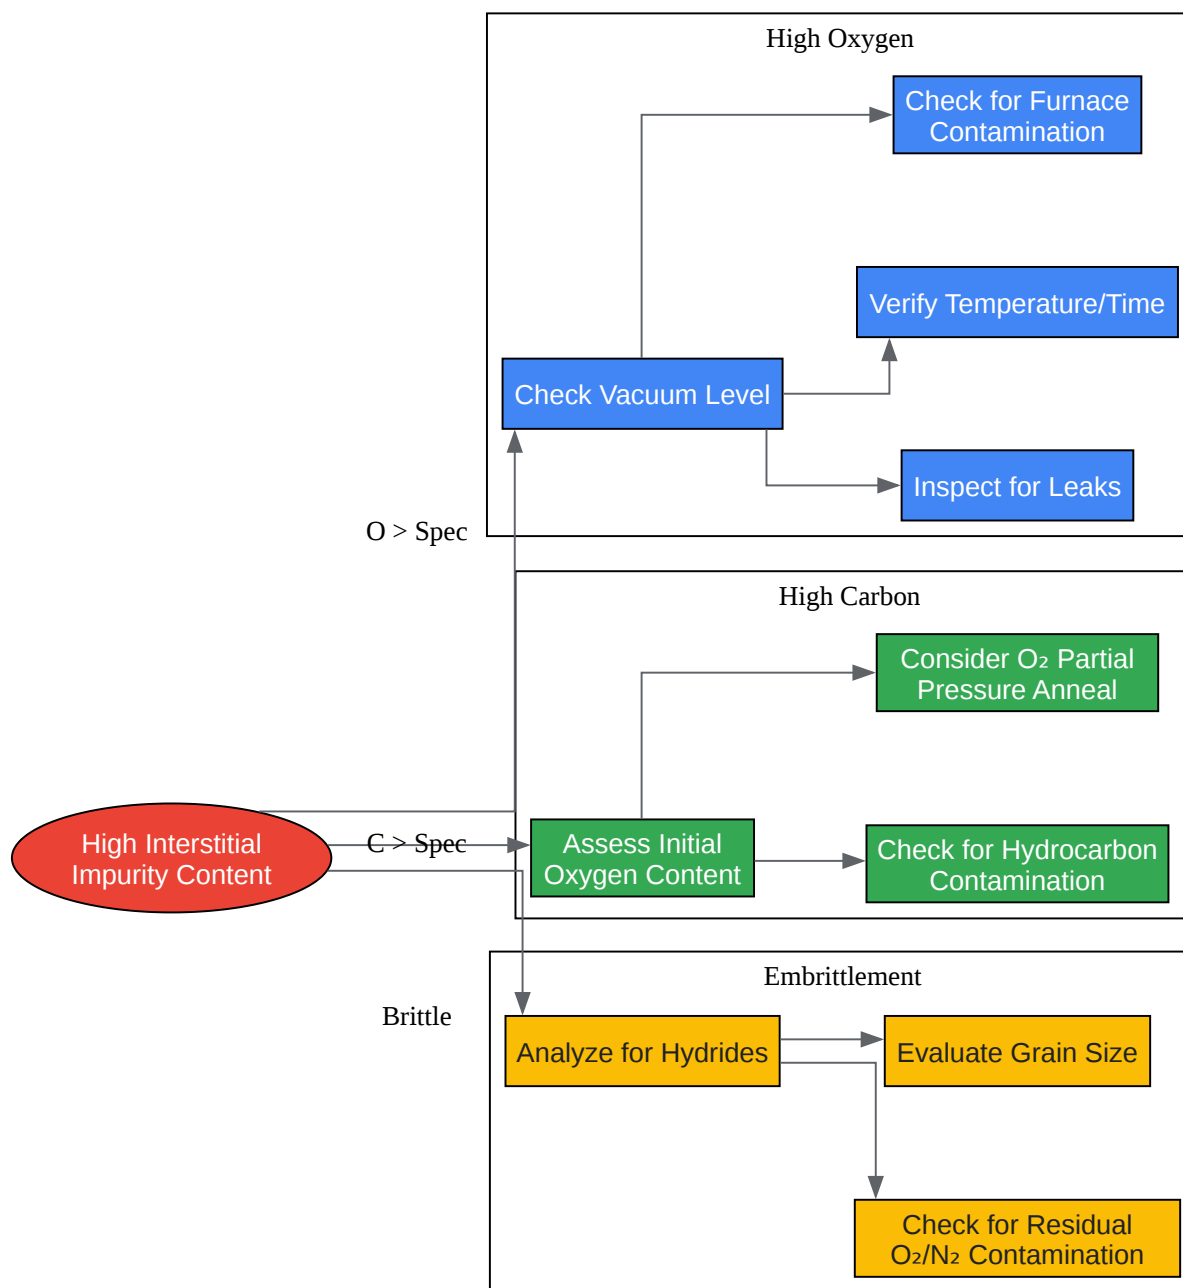 High Oxygen
Check for Furnace
Contamination
Verify Temperature/Time
Check Vacuum Level
Inspect for Leaks
O > Spec
High Carbon
Consider O₂ Partial
Pressure Anneal
High Interstitial
Impurity Content
C > Spec
Assess Initial
Oxygen Content
Check for Hydrocarbon
Contamination
Embrittlement
Brittle
Analyze for Hydrides
Evaluate Grain Size
Check for Residual
O₂/N₂ Contamination